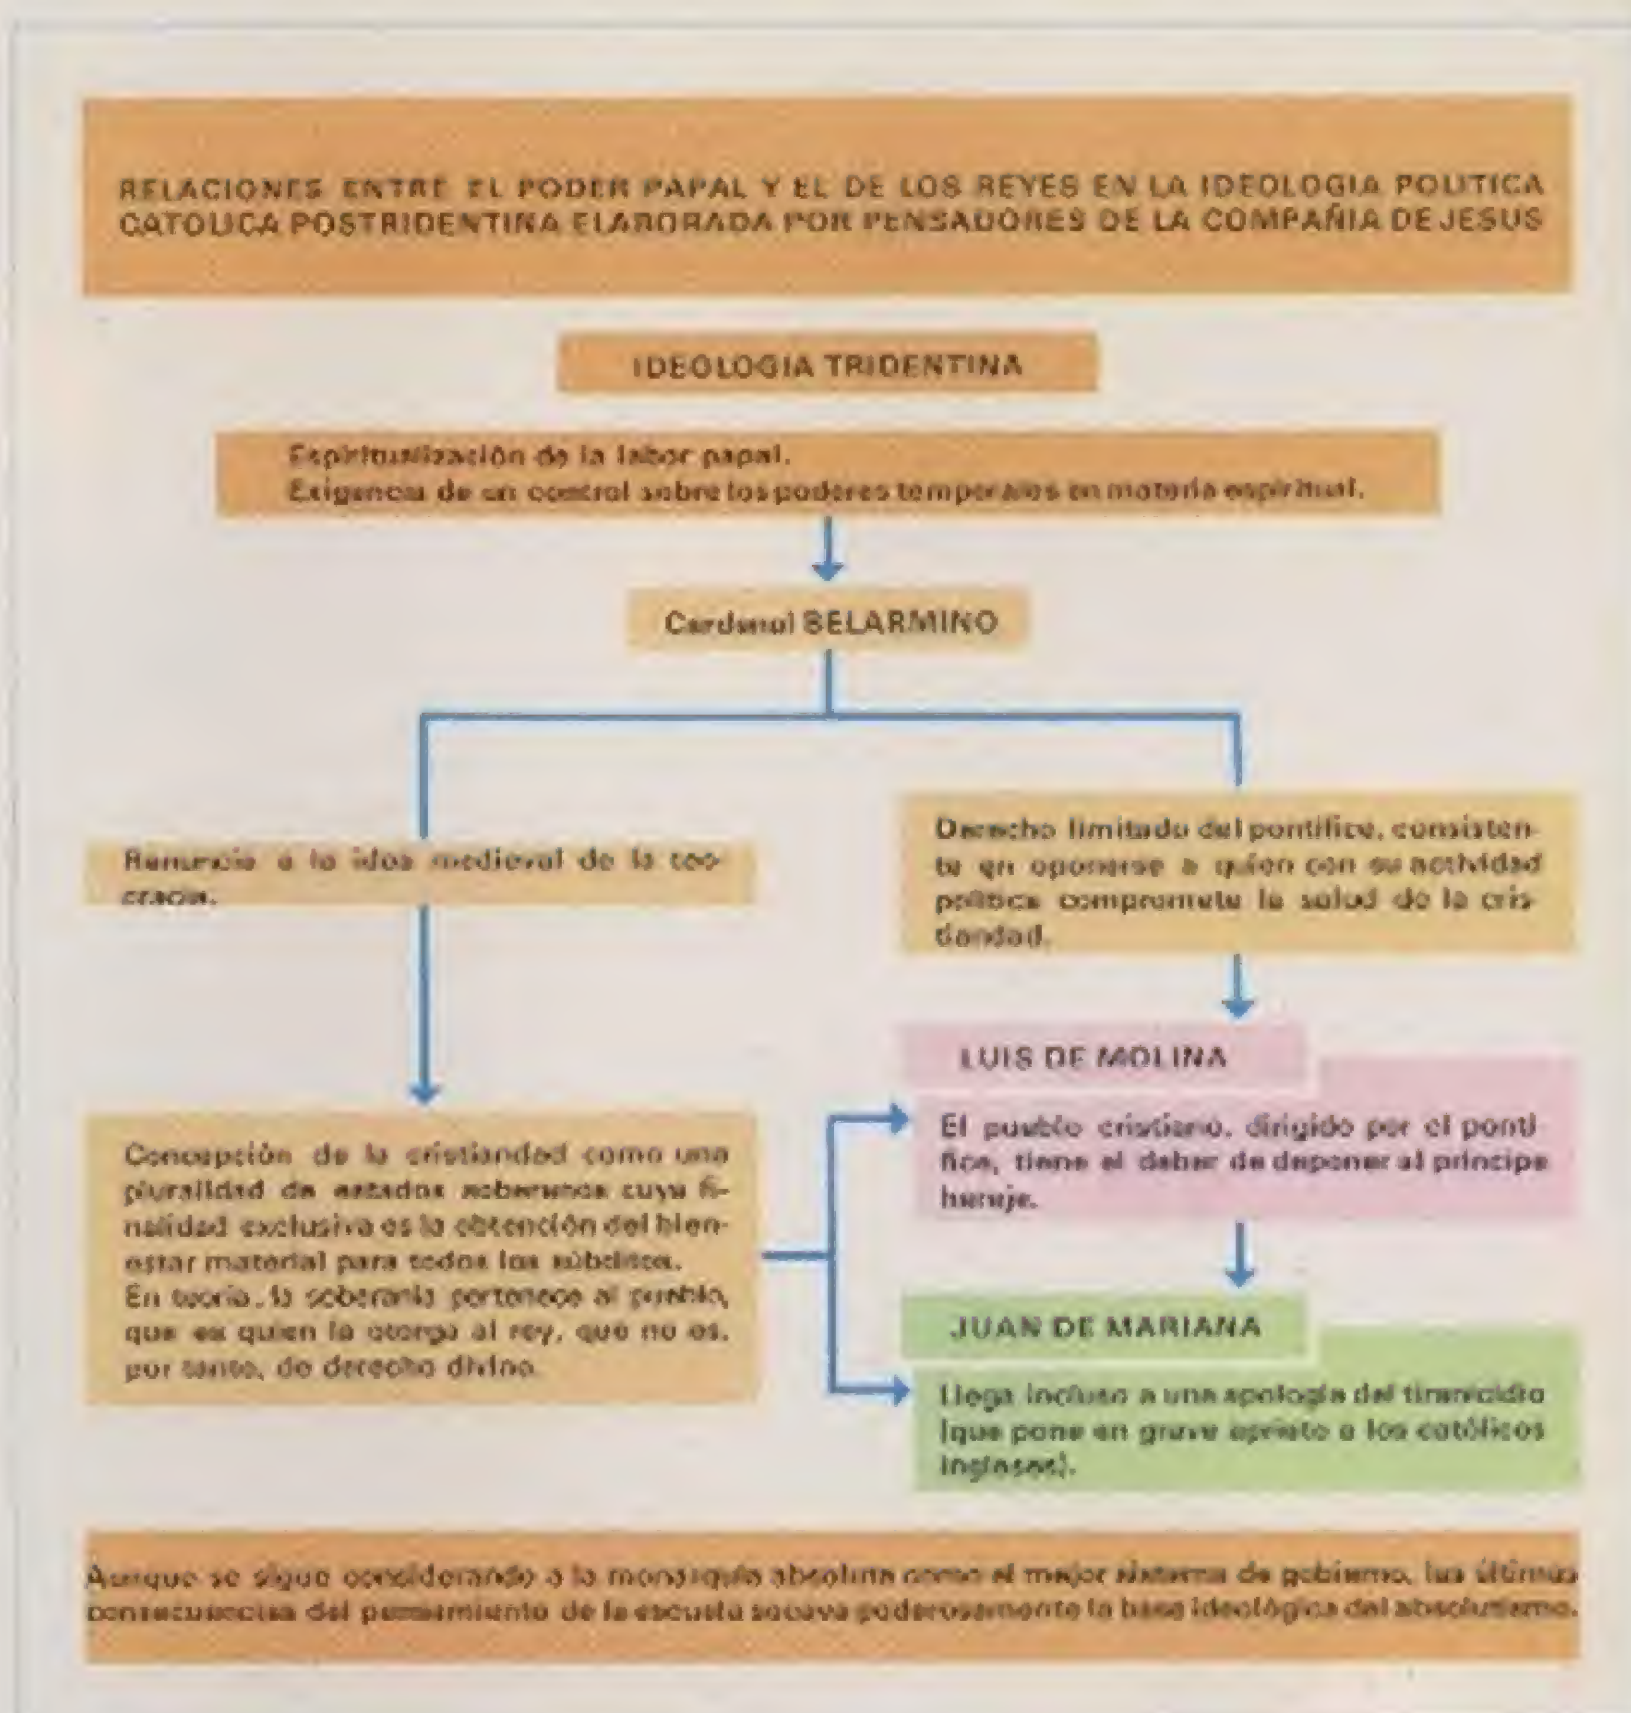 RELACIONES ENTRE EL PODER PAPAL Y EL DE LOS REYES EN LA IDEOLOGIA POLITICA
CATOLICA POSTRIDENTINA ELABORADA POR PENSADORES DE LA COMPAÑIA DE JESUS
IDEOLOGIA TRIDENTINA
Espiritualización de la labor papal.
Exigencia de un control sobre los poderes temporales en materia espiritual.
Cardenal BELARMINO
Renuncia a la idea medieval de la teo-
cracia.
Derecho limitado del pontífice, consisten-
te en oponerse a quien con su actividad
política comprometa la salud de la cris-
tiandad.
LUIS DE MOLINA
El pueblo cristiano, dirigido por el pontí
fice, tiene el deber de deponer al príncipe
hereje.
Concepción de la cristiandad como una
pluralidad de estados soberanos cuya fi-
nalidad exclusiva es la obtención del bien-
estar material para todos los súbditos.
En teoría, la soberanía pertenece al pueblo,
que es quien la otorga al rey, que no es,
por tanto, de derecho divino.
JUAN DE MARIANA
Llega incluso a una apología del tiranicidio
(que pone en grave aprieto a los católicos
ingleses).
Aunque se sigue considerando a la monarquía absoluta como el mejor sistema de gobierno, las últimas
consecuencias del pensamiento de la escuela socava poderosamente la base ideológica del absolutismo.